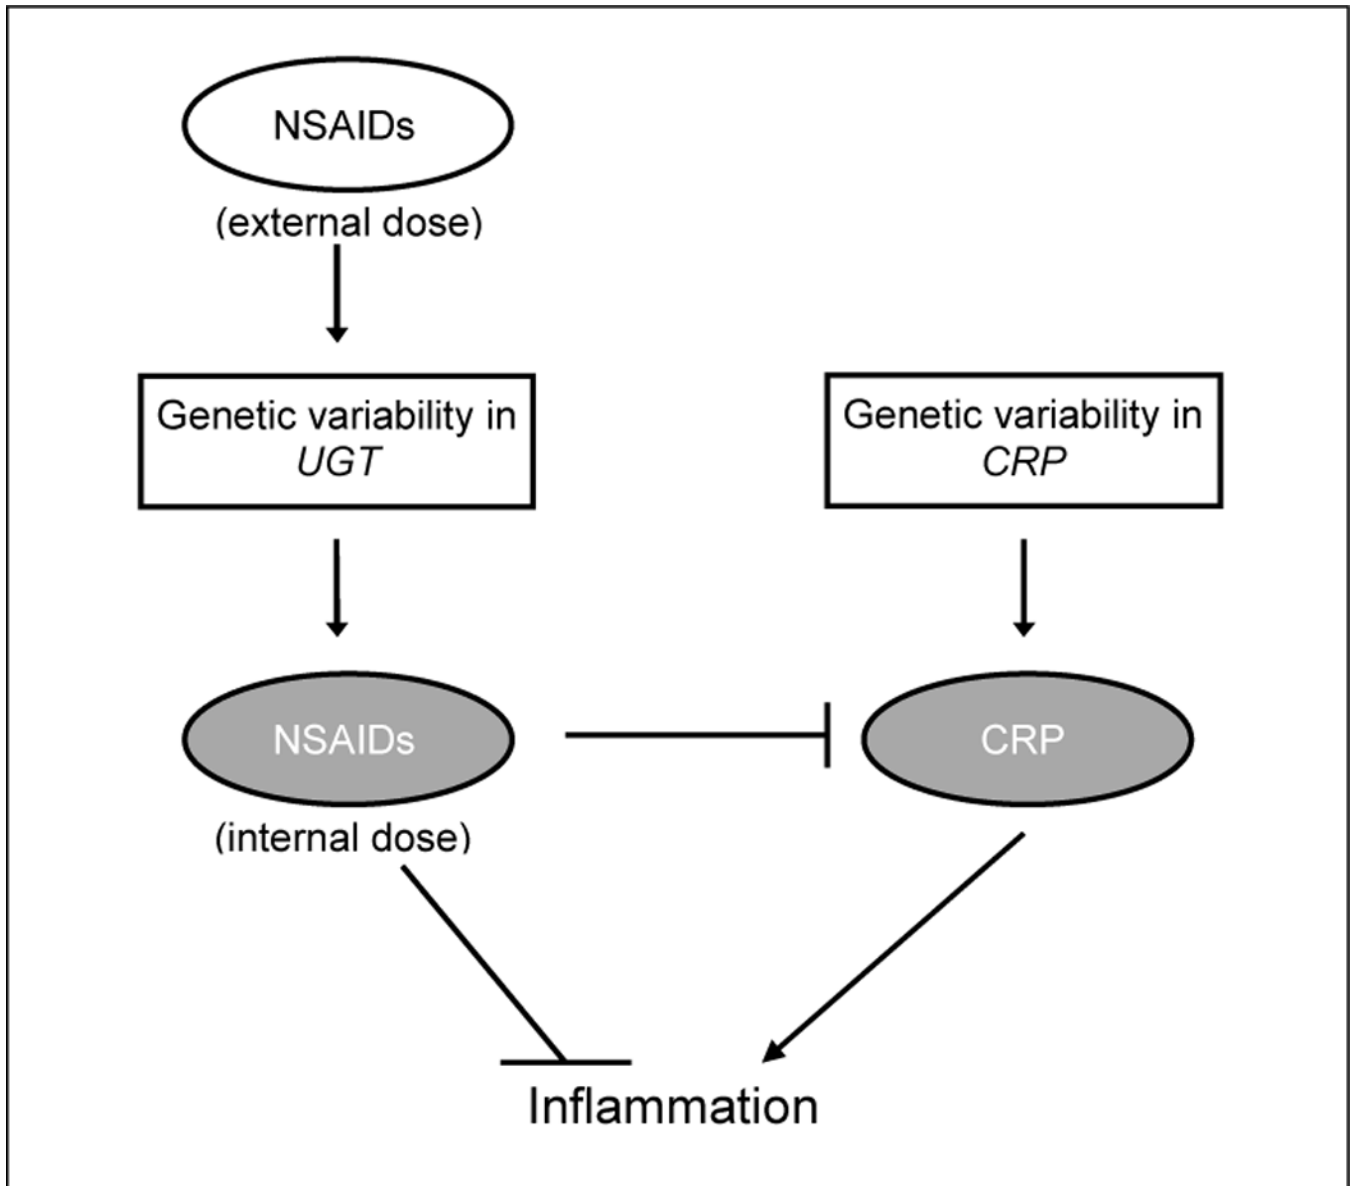 NSAIDs
(external dose)
Genetic variability in
UGT
Genetic variability in
CRP
NSAIDs
(internal dose)
CRP
Inflammation